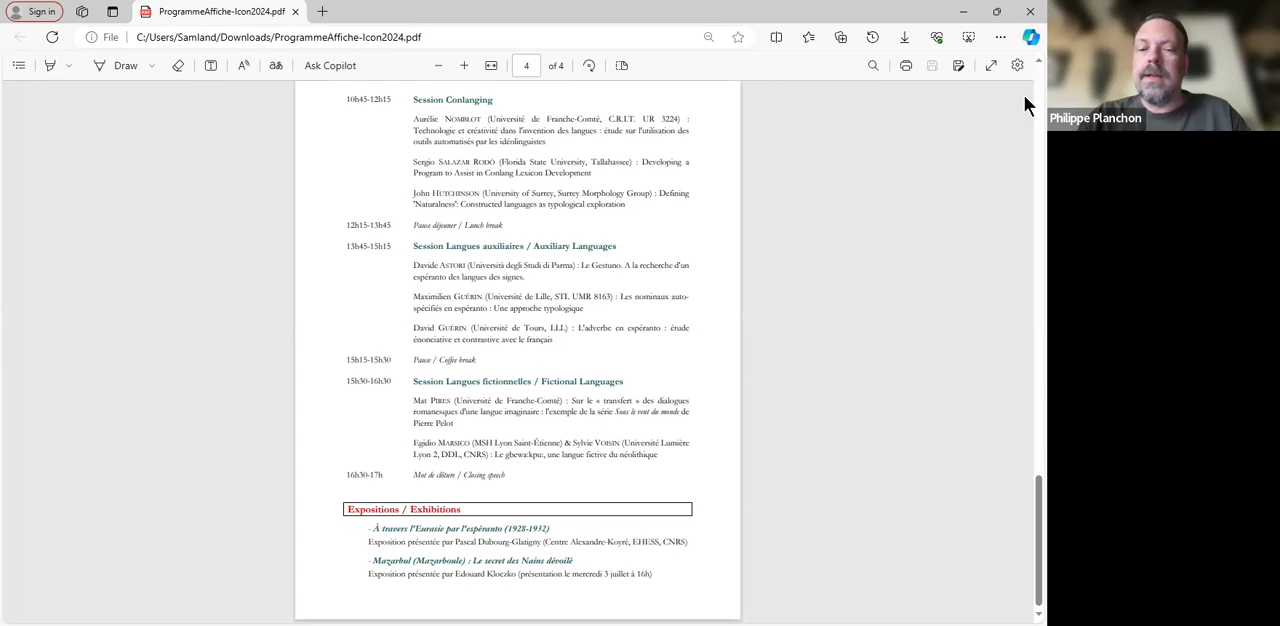 Sign in
ProgrammeAffiche-Icon2024.pdf
File
C:/Users/Samland/Downloads/ProgrammeAffiche-Icon2024.pdf
Draw
Ask Copilot
4
of 4
Philippe Planchon
10h45-12h15 Session Conlanging
Aurélie NOMBLOT (Université de Franche-Comté, C.R.I.T. UR 3224) :
Technologie et créativité dans l'invention des langues : étude sur l'utilisation des
outils automatisés par les idéolinguistes
Sergio SALAZAR RODÓ (Florida State University, Tallahassee) : Developing a
Program to Assist in Conlang Lexicon Development
John HUTCHINSON (University of Surrey, Surrey Morphology Group) : Defining
'Naturalness': Constructed languages as typological exploration
12h15-13h45 Pause déjeuner / Lunch break
13h45-15h15 Session Langues auxiliaires / Auxiliary Languages
Davide ASTORI (Università degli Studi di Parma) : Le Gestuno. A la recherche d'un
espéranto des langues des signes.
Maximilien GUÉRIN (Université de Lille, STL UMR 8163) : Les nominaux auto-
spécifiés en espéranto : Une approche typologique
David GUÉRIN (Université de Tours, LLL) : L'adverbe en espéranto : étude
énonciative et contrastive avec le français
15h15-15h30 Pause / Coffee break
15h30-16h30 Session Langues fictionnelles / Fictional Languages
Mat PIRES (Université de Franche-Comté) : Sur le « transfert » des dialogues
romanesques d'une langue imaginaire : l'exemple de la série Sous le vent du monde de
Pierre Pelot
Egidio MARSICO (MSH Lyon Saint-Étienne) & Sylvie VOISIN (Université Lumière
Lyon 2, DDL, CNRS) : Le gbewa:kpu:, une langue fictive du néolithique
16h30-17h Mot de clôture / Closing speech
Expositions / Exhibitions
- À travers l'Eurasie par l'espéranto (1928-1932)
Exposition présentée par Pascal Dubourg-Glatigny (Centre Alexandre-Koyré, EHESS, CNRS)
- Mazarbul (Mazarboule) : Le secret des Nains dévoilé
Exposition présentée par Edouard Kloczko (présentation le mercredi 3 juillet à 16h)